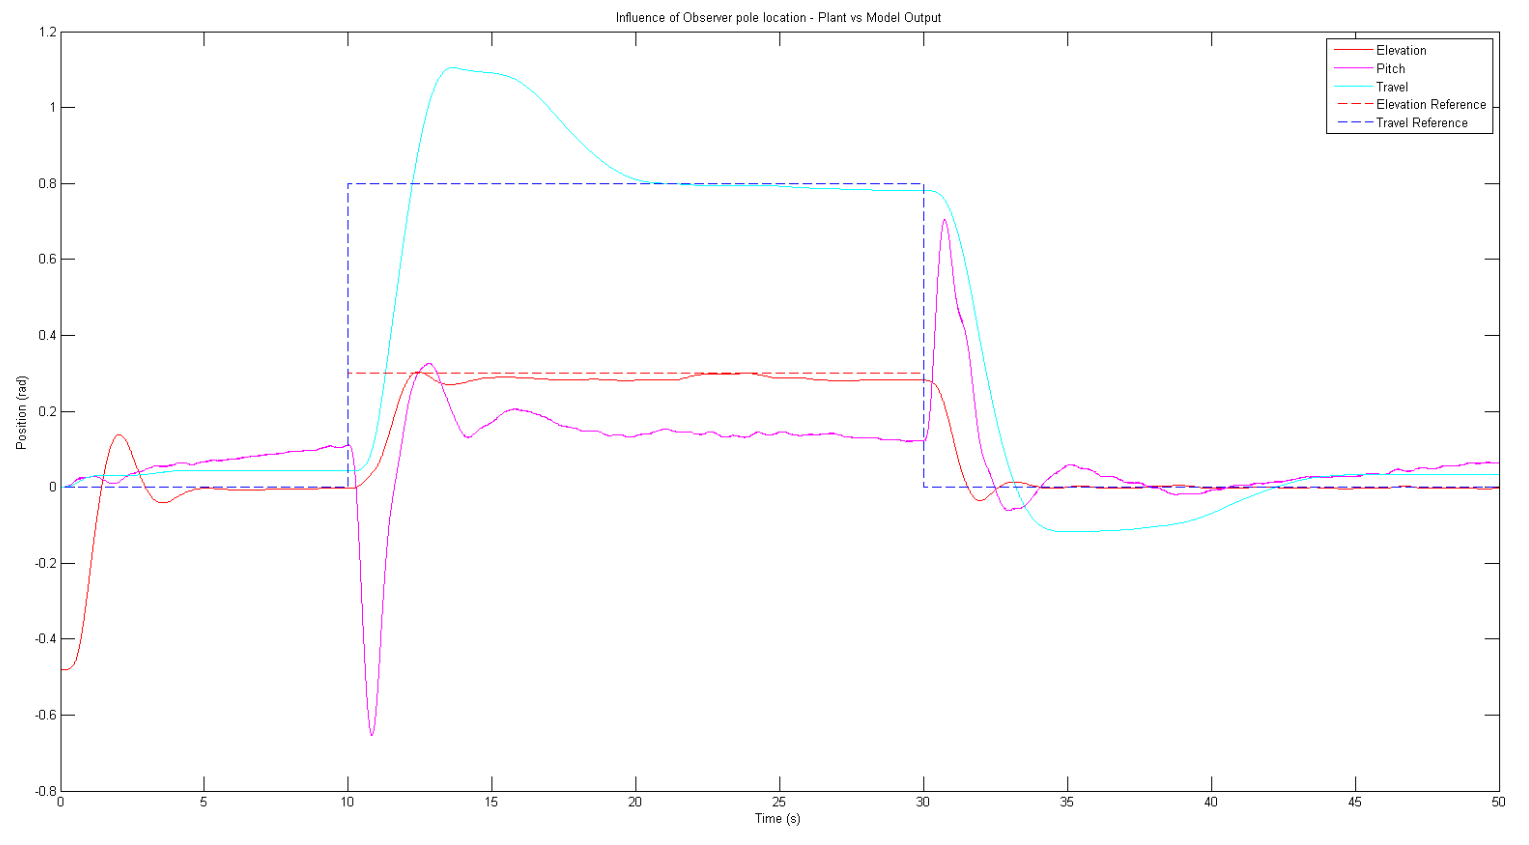 Influence of Observer pole location - Plant vs Model Output
1.2
1
0.8
0.6
0.4
0.2
0
-0.2
-0.4
-0.6
-0.8
Position (rad)
Elevation
Pitch
Travel
Elevation Reference
Travel Reference
0 5 10 15 20 25 30 35 40 45 50
Time (s)